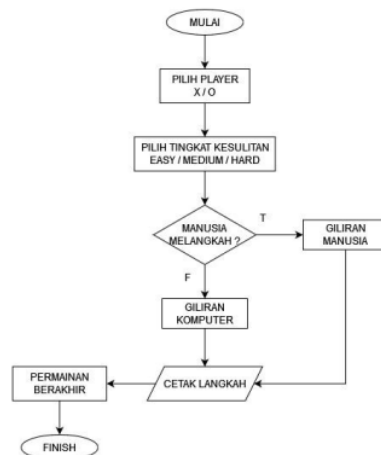 MULAI
PILIH PLAYER
X / O
PILIH TINGKAT KESULITAN
EASY / MEDIUM / HARD
MANUSIA
MELANGKAH ?
T
GILIRAN
MANUSIA
F
GILIRAN
KOMPUTER
PERMAINAN
BERAKHIR
CETAK LANGKAH
FINISH